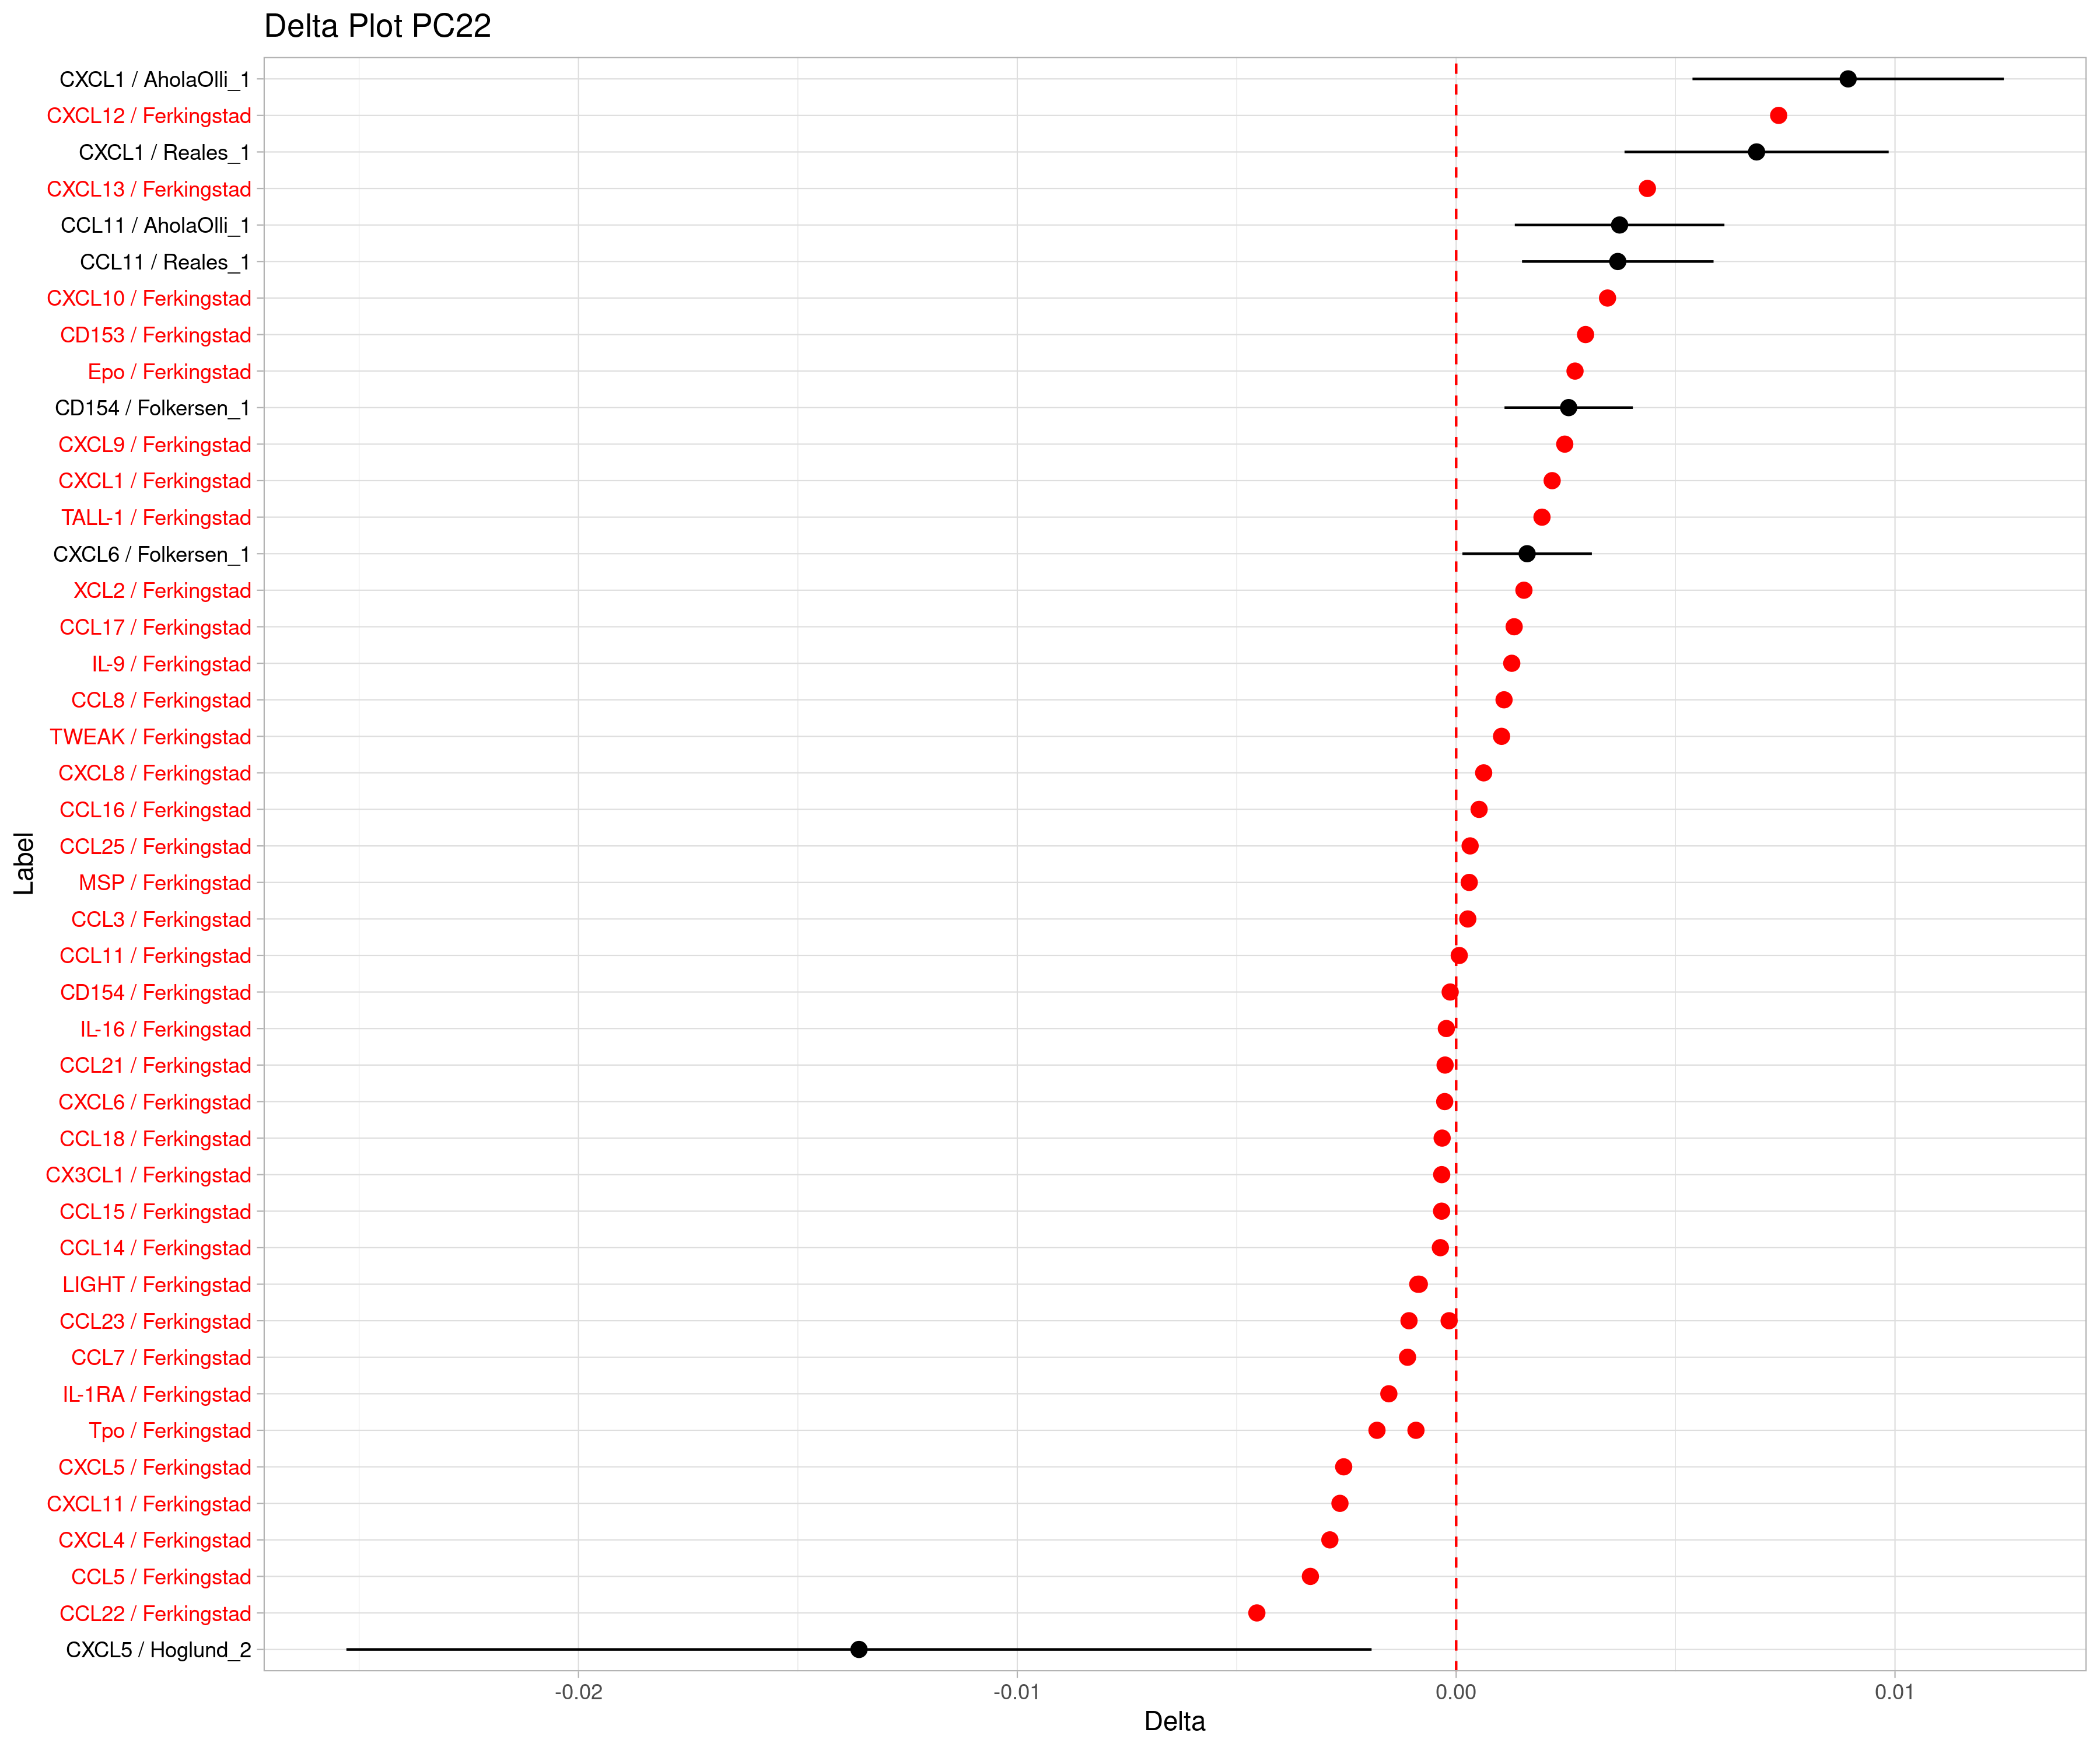 Delta Plot PC22
CXCL1 / AholaOlli_1
CXCL12 / Ferkingstad
CXCL1 / Reales_1
CXCL13 / Ferkingstad
CCL11 / AholaOlli_1
CCL11 / Reales_1
CXCL10 / Ferkingstad
CD153 / Ferkingstad
Epo / Ferkingstad
CD154 / Folkersen_1
CXCL9 / Ferkingstad
CXCL1 / Ferkingstad
TALL-1 / Ferkingstad
CXCL6 / Folkersen_1
XCL2 / Ferkingstad
CCL17 / Ferkingstad
IL-9 / Ferkingstad
CCL8 / Ferkingstad
TWEAK / Ferkingstad
CXCL8 / Ferkingstad
CCL16 / Ferkingstad
CCL25 / Ferkingstad
MSP / Ferkingstad
CCL3 / Ferkingstad
CCL11 / Ferkingstad
CD154 / Ferkingstad
IL-16 / Ferkingstad
CCL21 / Ferkingstad
CXCL6 / Ferkingstad
CCL18 / Ferkingstad
CX3CL1 / Ferkingstad
CCL15 / Ferkingstad
CCL14 / Ferkingstad
LIGHT / Ferkingstad
CCL23 / Ferkingstad
CCL7 / Ferkingstad
IL-1RA / Ferkingstad
Tpo / Ferkingstad
CXCL5 / Ferkingstad
CXCL11 / Ferkingstad
CXCL4 / Ferkingstad
CCL5 / Ferkingstad
CCL22 / Ferkingstad
CXCL5 / Hoglund_2
Label
-0.02
-0.01
0.00
0.01
Delta